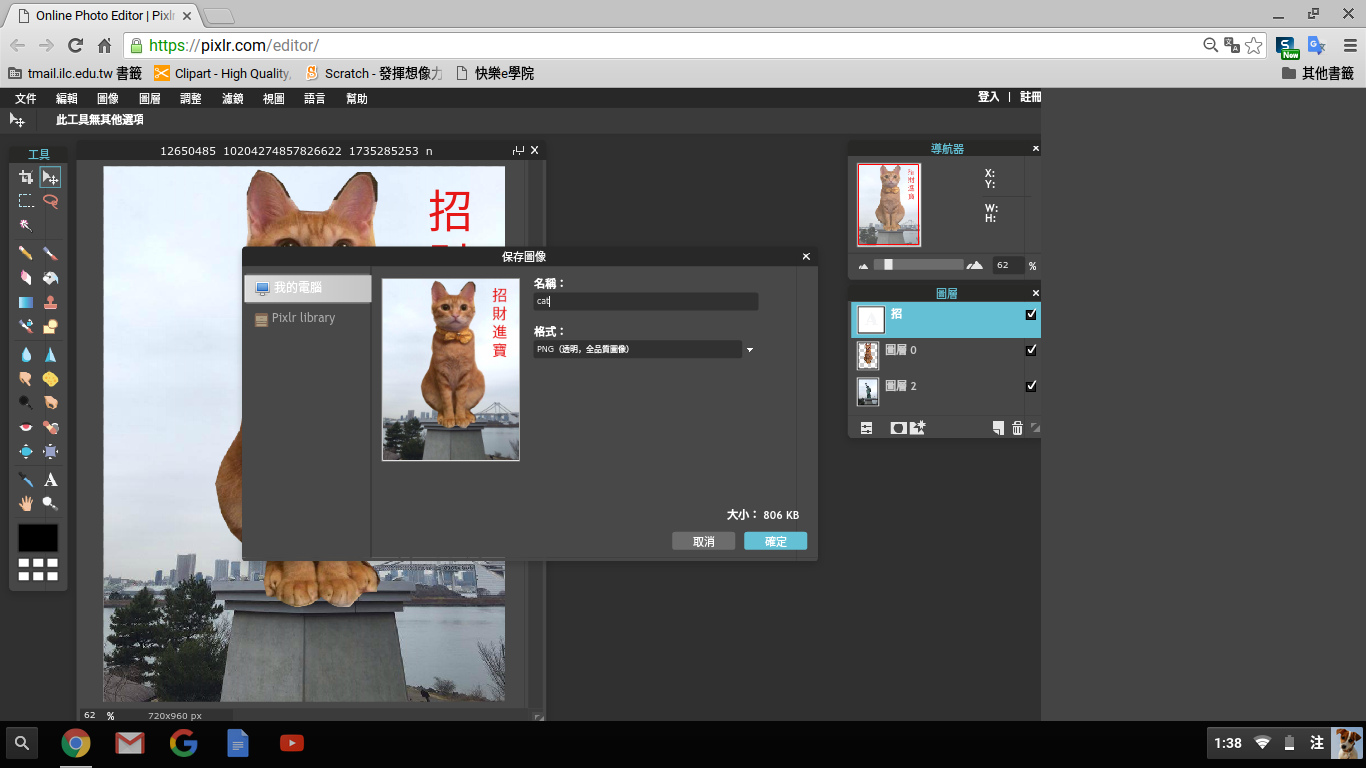 Online Photo Editor | Pixlr
https://pixlr.com/editor/
New
tmail.ilc.edu.tw 書籤
Clipart - High Quality,
Scratch - 發揮想像力
快樂e學院
其他書籤
文件 編輯 圖像 圖層 調整 濾鏡 視圖 語言 幫助
登入 | 註冊
此工具無其他選項
工具
12650485 10204274857826622 1735285253 n
招
保存圖像
我的電腦
Pixlr library
招
財
進
寶
名稱：
cat
格式：
PNG（透明，全品質圖像）
大小： 806 KB
取消
確定
62 %
720x960 px
導航器
招
財
進
寶
X:
Y:
W:
H:
62 %
圖層
招
圖層 0
圖層 2
1:38
注